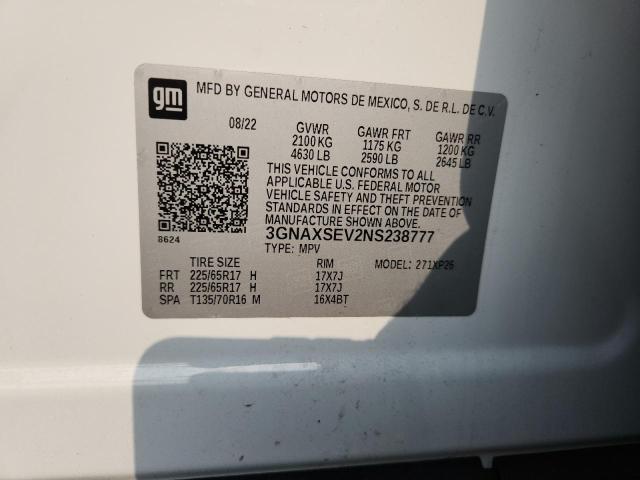 gm
MFD BY GENERAL MOTORS DE MEXICO, S. DE R.L. DE C.V.
08/22 GVWR GAWR FRT GAWR RR
2100 KG 1175 KG 1200 KG
4630 LB 2590 LB 2645 LB
THIS VEHICLE CONFORMS TO ALL
APPLICABLE U.S. FEDERAL MOTOR
VEHICLE SAFETY AND THEFT PREVENTION
STANDARDS IN EFFECT ON THE DATE OF
MANUFACTURE SHOWN ABOVE.
8624 3GNAXSEV2NS238777
TYPE: MPV MODEL: 271XP26
TIRE SIZE RIM
FRT 225/65R17 H 17X7J
RR 225/65R17 H 17X7J
SPA T135/70R16 M 16X4BT